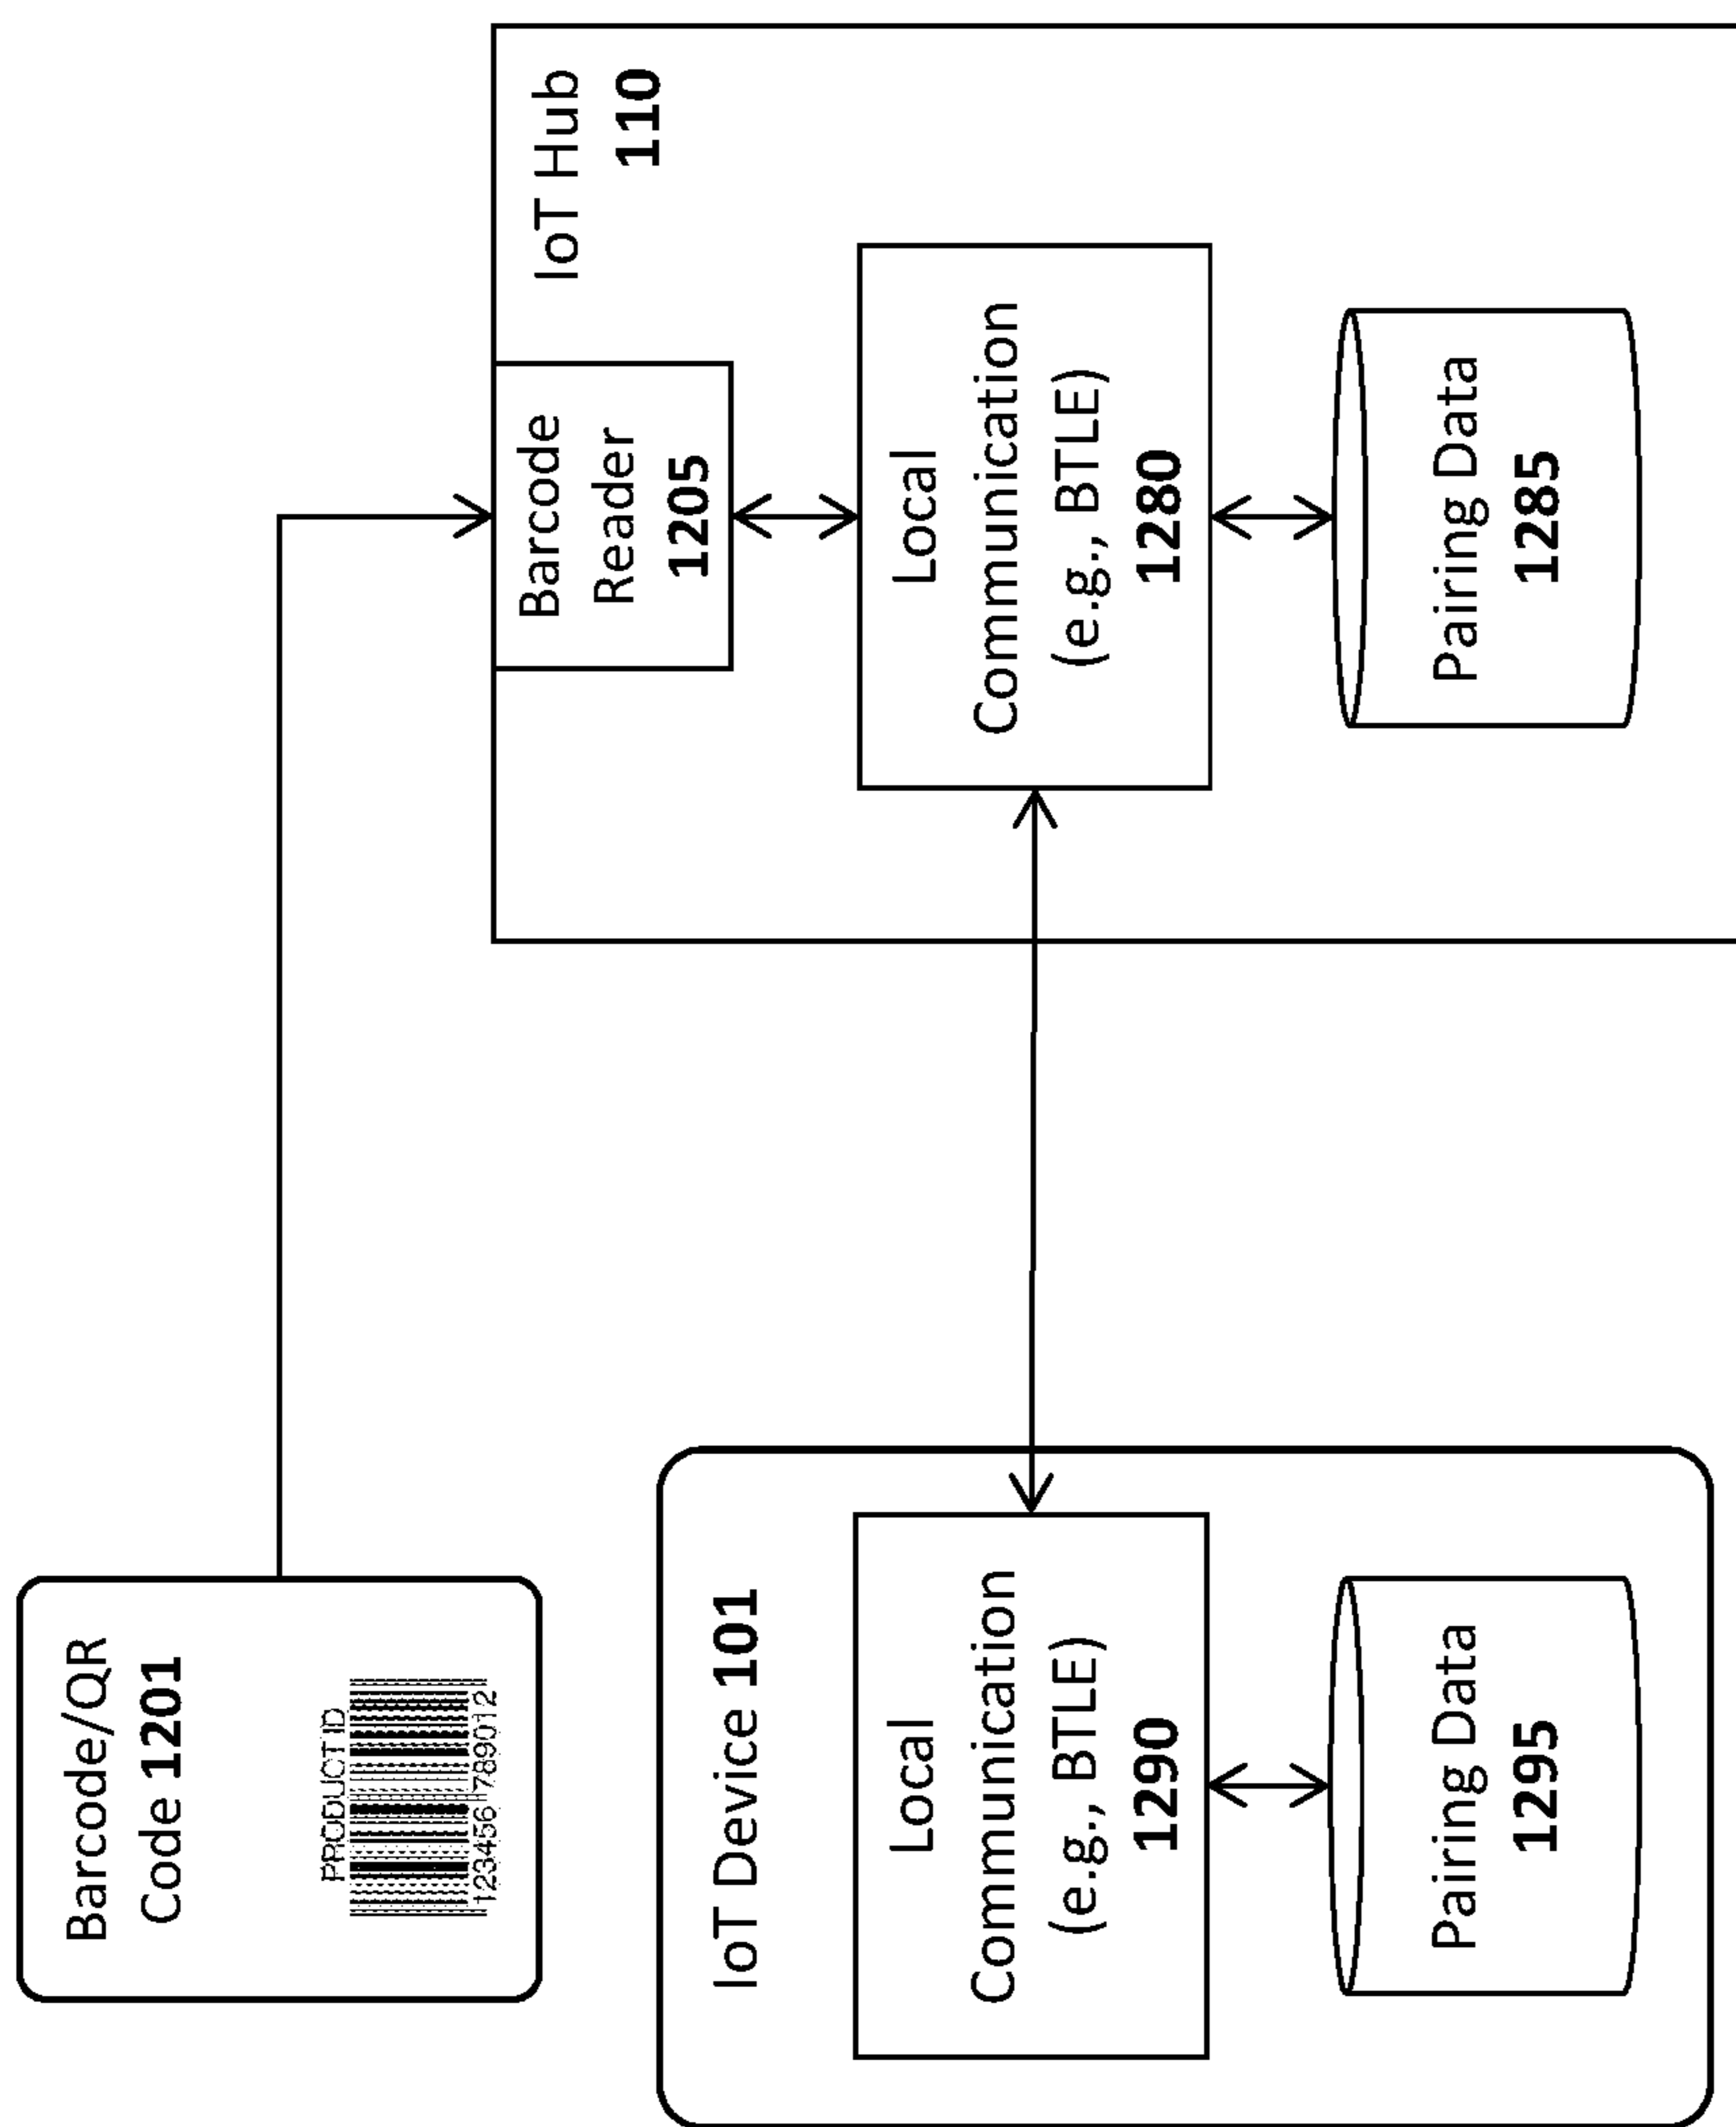 Barcode/QR
Code 1201
PRODUCT ID
123456 789012
IoT Device 101
Local
Communication
(e.g., BTLE)
1290
Pairing Data
1295
IoT Hub
110
Barcode
Reader
1205
Local
Communication
(e.g., BTLE)
1280
Pairing Data
1285